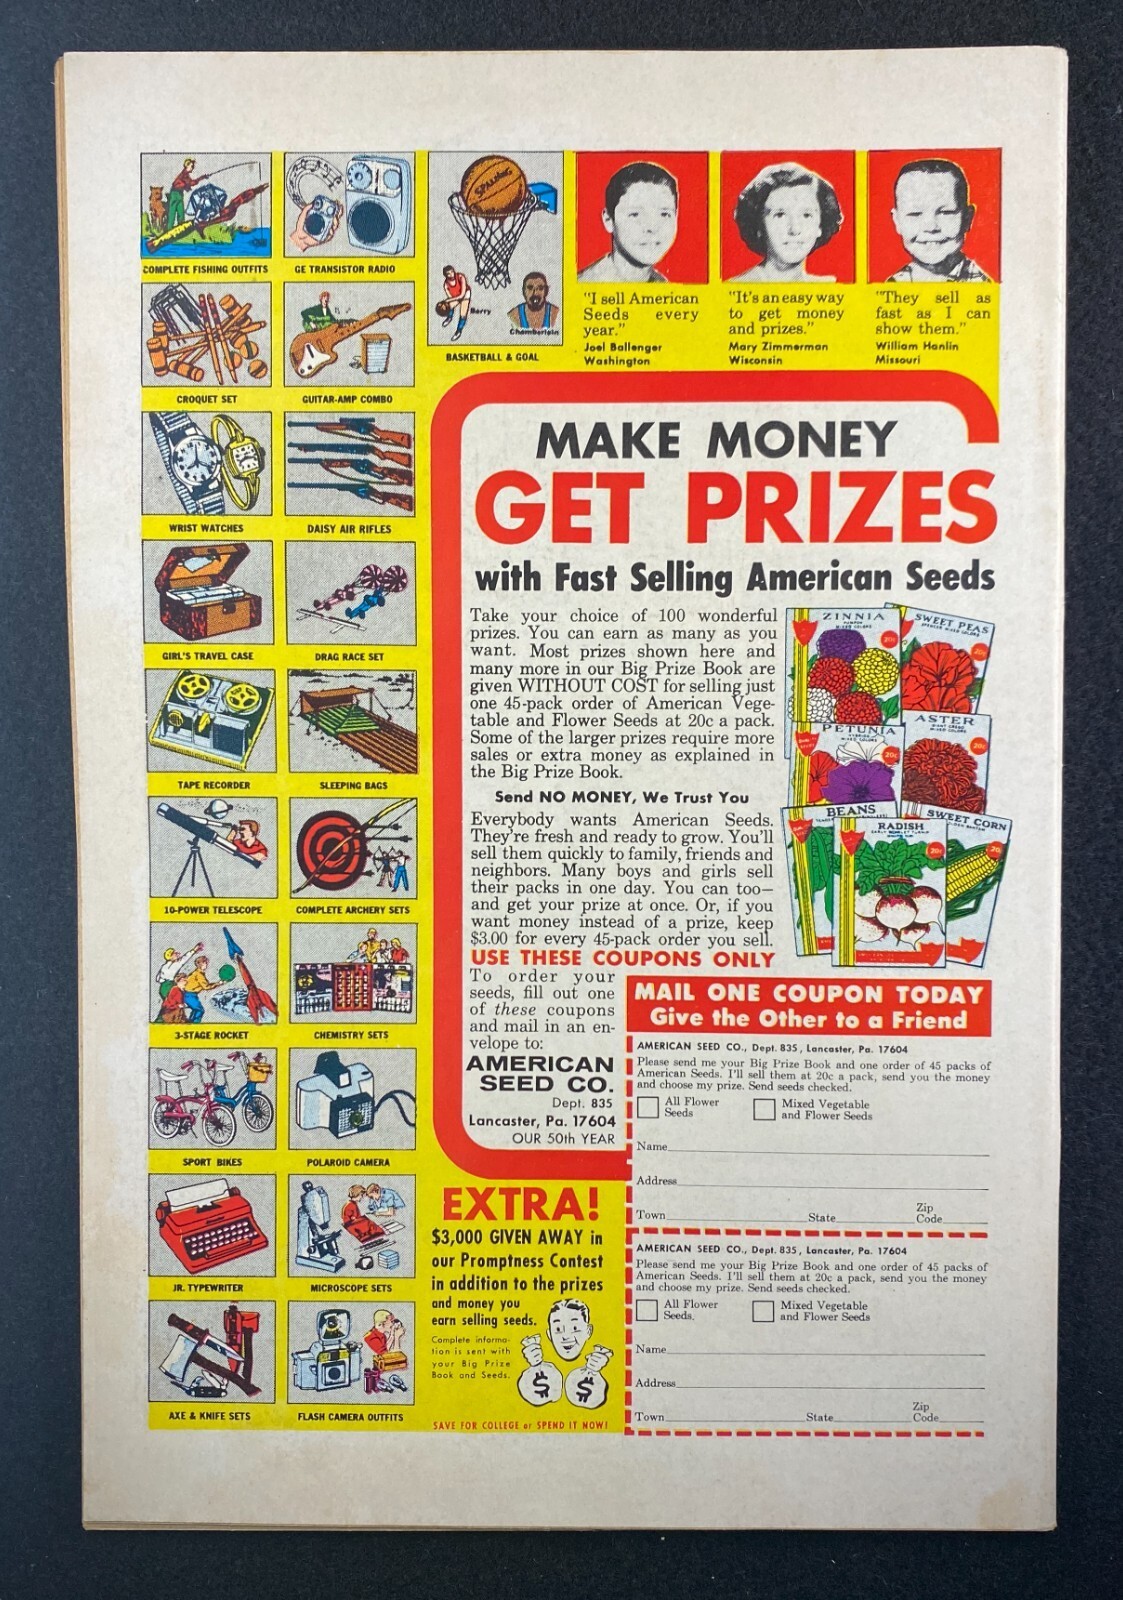 COMPLETE FISHING OUTFITS
GE TRANSISTOR RADIO
SPALDING
Barry
Chamberlain
BASKETBALL & GOAL
"I sell American
Seeds every
year."
Joel Ballenger
Washington
"It's an easy way
to get money
and prizes."
Mary Zimmerman
Wisconsin
"They sell as
fast as I can
show them."
William Hanlin
Missouri
CROQUET SET
GUITAR-AMP COMBO
WRIST WATCHES
DAISY AIR RIFLES
GIRL'S TRAVEL CASE
DRAG RACE SET
TAPE RECORDER
SLEEPING BAGS
10-POWER TELESCOPE
COMPLETE ARCHERY SETS
3-STAGE ROCKET
CHEMISTRY SETS
SPORT BIKES
POLAROID CAMERA
JR. TYPEWRITER
MICROSCOPE SETS
AXE & KNIFE SETS
FLASH CAMERA OUTFITS
MAKE MONEY
GET PRIZES
with Fast Selling American Seeds
Take your choice of 100 wonderful
prizes. You can earn as many as you
want. Most prizes shown here and
many more in our Big Prize Book are
given WITHOUT COST for selling just
one 45-pack order of American Vege-
table and Flower Seeds at 20c a pack.
Some of the larger prizes require more
sales or extra money as explained in
the Big Prize Book.
Send NO MONEY, We Trust You
Everybody wants American Seeds.
They're fresh and ready to grow. You'll
sell them quickly to family, friends and
neighbors. Many boys and girls sell
their packs in one day. You can too—
and get your prize at once. Or, if you
want money instead of a prize, keep
$3.00 for every 45-pack order you sell.
USE THESE COUPONS ONLY
To order your
seeds, fill out one
of these coupons
and mail in an en-
velope to:
AMERICAN
SEED CO.
Dept. 835
Lancaster, Pa. 17604
OUR 50th YEAR
ZINNIA
MIXED COLORS
20c
SWEET PEAS
MIXED COLORS
20c
PETUNIA
MIXED COLORS
20c
ASTER
MIXED COLORS
20c
BEANS
RADISH
20c
SWEET CORN
20c
MAIL ONE COUPON TODAY
Give the Other to a Friend
AMERICAN SEED CO., Dept. 835, Lancaster, Pa. 17604
Please send me your Big Prize Book and one order of 45 packs of
American Seeds. I'll sell them at 20c a pack, send you the money
and choose my prize. Send seeds checked.
All Flower
Seeds
Mixed Vegetable
and Flower Seeds
Name
Address
Town State Zip Code
AMERICAN SEED CO., Dept. 835, Lancaster, Pa. 17604
Please send me your Big Prize Book and one order of 45 packs of
American Seeds. I'll sell them at 20c a pack, send you the money
and choose my prize. Send seeds checked.
All Flower
Seeds.
Mixed Vegetable
and Flower Seeds
Name
Address
Town State Zip Code
EXTRA!
$3,000 GIVEN AWAY in
our Promptness Contest
in addition to the prizes
and money you
earn selling seeds.
Complete informa-
tion is sent with
your Big Prize
Book and Seeds.
$ $
SAVE FOR COLLEGE or SPEND IT NOW!